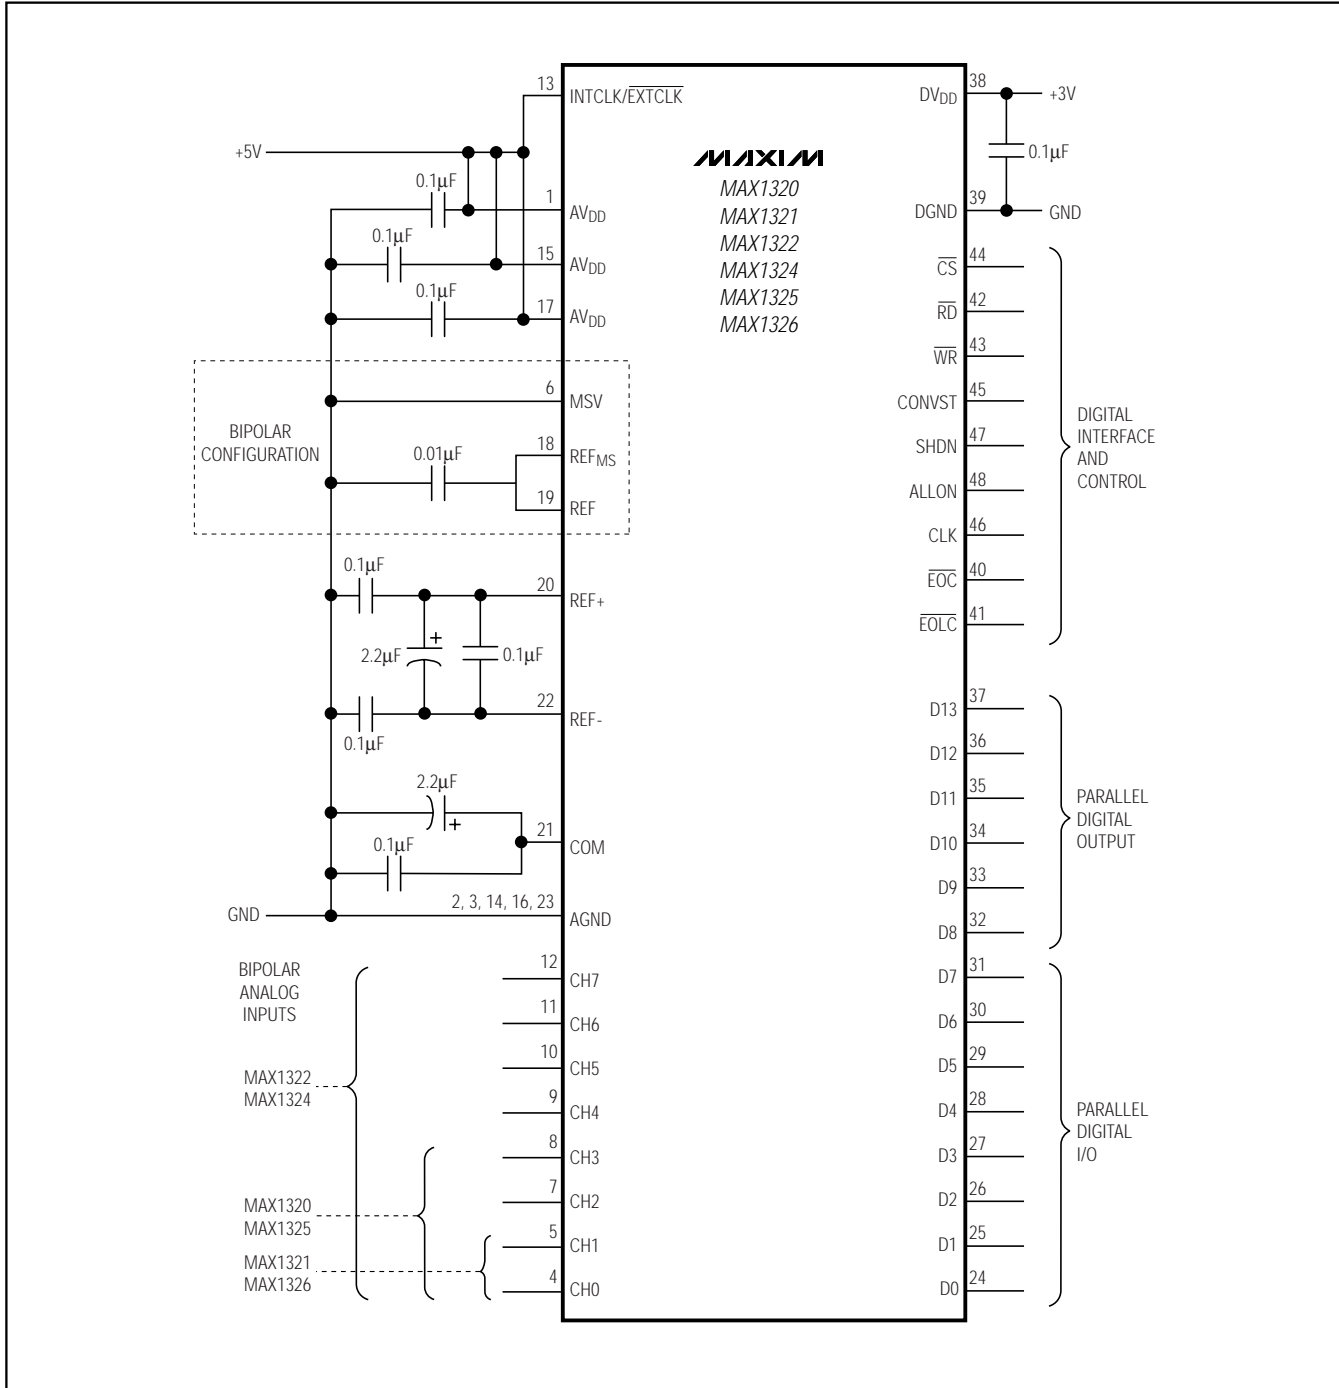 13
INTCLK/EXTCLK
+5V
0.1µF
1
AVDD
0.1µF
15
AVDD
0.1µF
17
AVDD
BIPOLAR
CONFIGURATION
6
MSV
0.01µF
18
REFMS
19
REF
0.1µF
20
REF+
+
2.2µF
0.1µF
22
REF-
0.1µF
2.2µF
+
21
COM
0.1µF
GND
2, 3, 14, 16, 23
AGND
BIPOLAR
ANALOG
INPUTS
12
CH7
11
CH6
10
CH5
9
CH4
8
CH3
7
CH2
5
CH1
4
CH0
MAX1322
MAX1324
MAX1320
MAX1325
MAX1321
MAX1326
MAXIM
MAX1320
MAX1321
MAX1322
MAX1324
MAX1325
MAX1326
DVDD
38
+3V
0.1µF
DGND
39
GND
CS
44
RD
42
WR
43
CONVST
45
SHDN
47
ALLON
48
CLK
46
EOC
40
EOLC
41
DIGITAL
INTERFACE
AND
CONTROL
D13
37
D12
36
D11
35
D10
34
D9
33
D8
32
PARALLEL
DIGITAL
OUTPUT
D7
31
D6
30
D5
29
D4
28
D3
27
D2
26
D1
25
D0
24
PARALLEL
DIGITAL
I/O